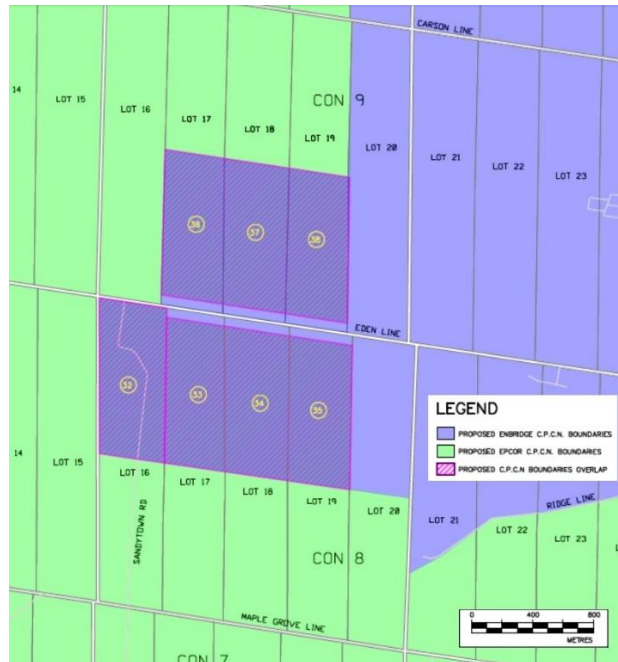 CARSON LINE
14
LOT 15
LOT 16
LOT 17
LOT 18
LOT 19
CON 9
LOT 20
LOT 21
LOT 22
LOT 23
36
37
38
EDEN LINE
32
33
34
35
14
LOT 15
LOT 16
LOT 17
LOT 18
LOT 19
LOT 20
LOT 21
LOT 22
LOT 23
RIDGE LINE
SANDYTOWN RD
CON 8
MAPLE GROVE LINE
CON 7
LEGEND
PROPOSED ENBRIDGE C.P.C.N. BOUNDARIES
PROPOSED EPCOR C.P.C.N. BOUNDARIES
PROPOSED C.P.C.N BOUNDARIES OVERLAP
0 400 800
METRES